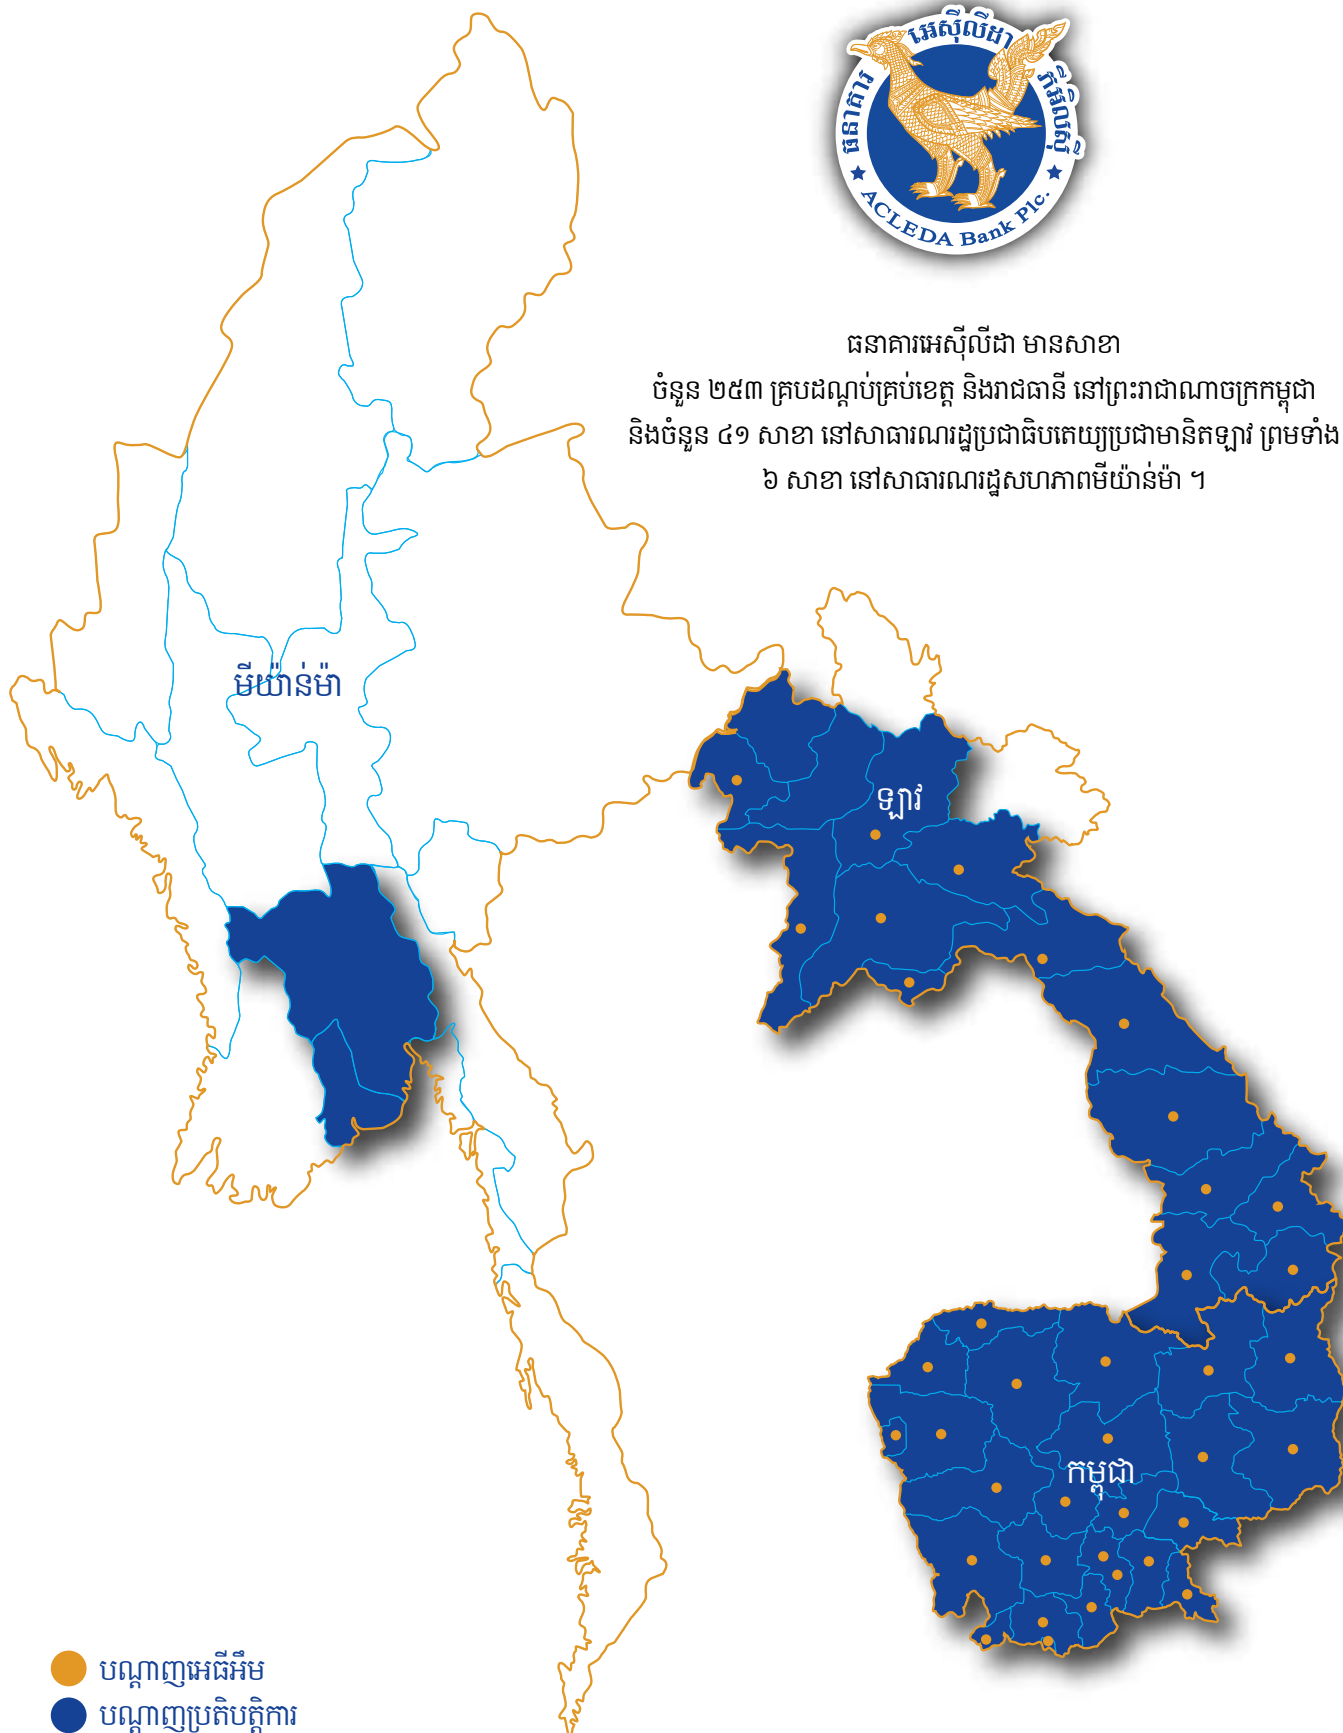 ធនាគារ អេស៊ីលីដា ភីអិលស៊ី
ACLEDA Bank Plc.
ធនាគារអេស៊ីលីដា មានសាខា
ចំនួន ២៥៣ គ្របដណ្តប់គ្រប់ខេត្ត និងរាជធានី នៅព្រះរាជាណាចក្រកម្ពុជា
និងចំនួន ៤១ សាខា នៅសាធារណរដ្ឋប្រជាធិបតេយ្យប្រជាមានិតឡាវ ព្រមទាំង
៦ សាខា នៅសាធារណរដ្ឋសហភាពមីយ៉ាន់ម៉ា ។
មីយ៉ាន់ម៉ា
ឡាវ
កម្ពុជា
បណ្តាញអេធីអឹម
បណ្តាញប្រតិបត្តិការ